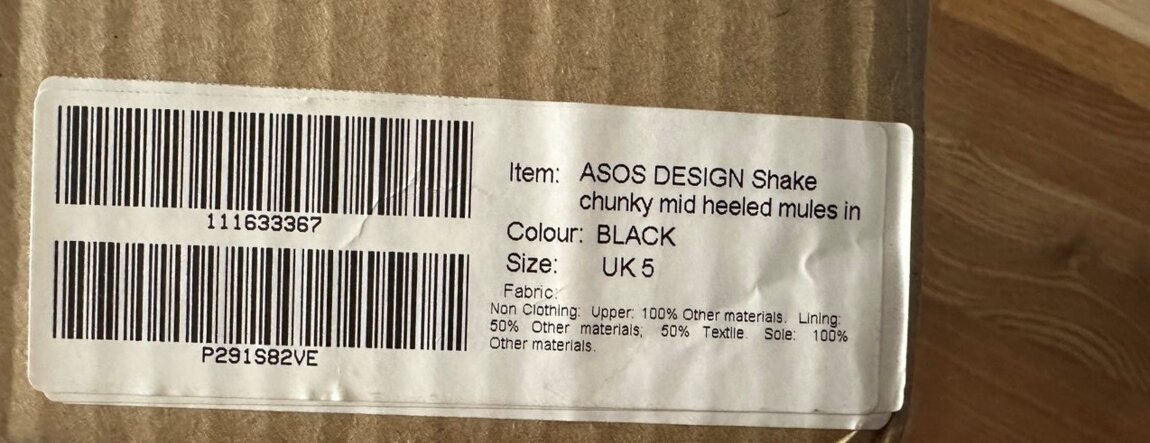 111633367
P291S82VE
Item: ASOS DESIGN Shake
chunky mid heeled mules in
Colour: BLACK
Size: UK 5
Fabric:
Non Clothing: Upper: 100% Other materials. Lining:
50% Other materials, 50% Textile. Sole: 100%
Other materials.